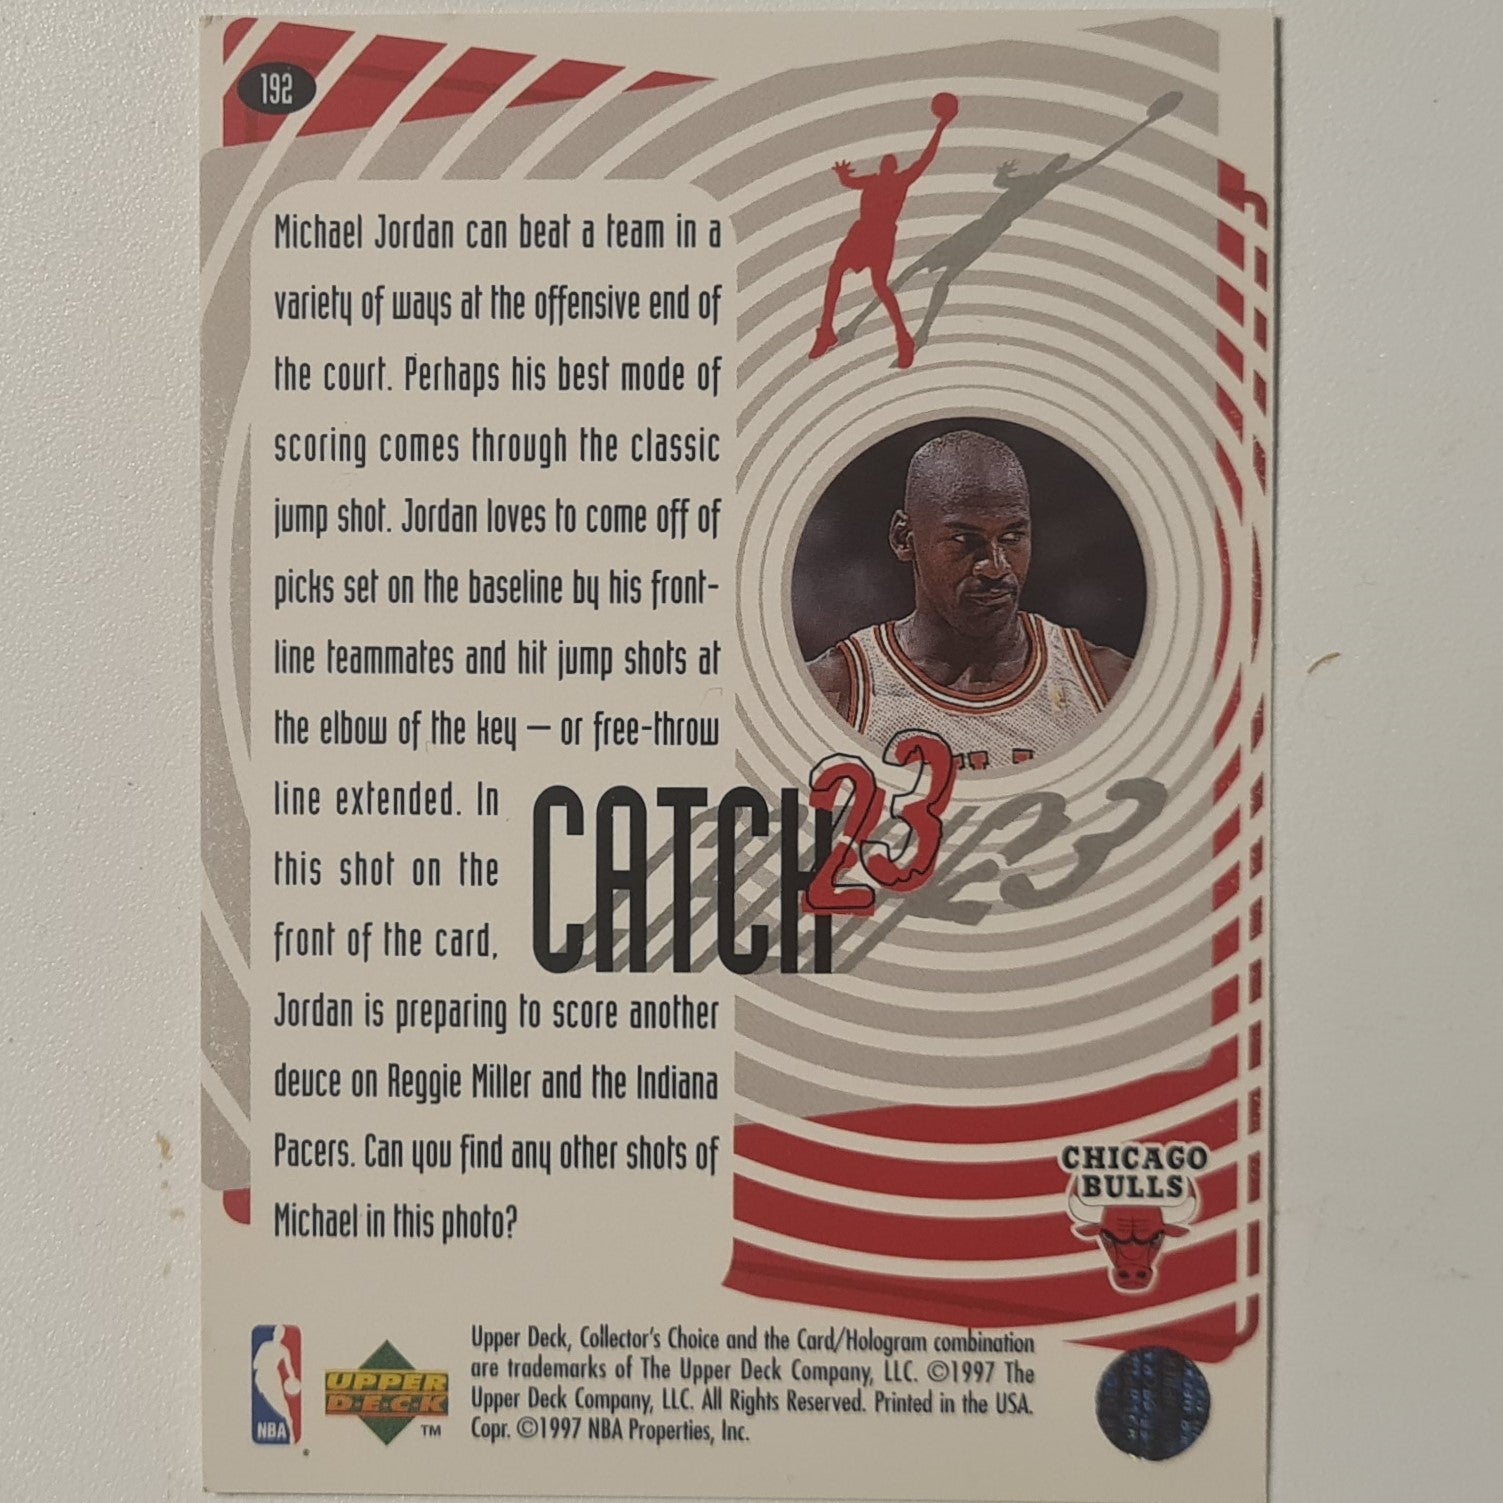 192
Michael Jordan can beat a team in a
variety of ways at the offensive end of
the court. Perhaps his best mode of
scoring comes through the classic
jump shot. Jordan loves to come off of
picks set on the baseline by his front-
line teammates and hit jump shots at
the elbow of the key — or free-throw
line extended. In
this shot on the
front of the card,
Jordan is preparing to score another
deuce on Reggie Miller and the Indiana
Pacers. Can you find any other shots of
Michael in this photo?
CATCH 23
CHICAGO
BULLS
NBA
UPPER
DECK
TM
Upper Deck, Collector's Choice and the Card/Hologram combination
are trademarks of The Upper Deck Company, LLC. ©1997 The
Upper Deck Company, LLC. All Rights Reserved. Printed in the USA.
Copr. ©1997 NBA Properties, Inc.